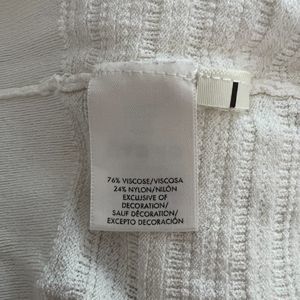 76% VISCOSE/VISCOSA
24% NYLON/NILÓN
EXCLUSIVE OF
DECORATION/
SAUF DÉCORATION/
EXCEPTO DECORACIÓN